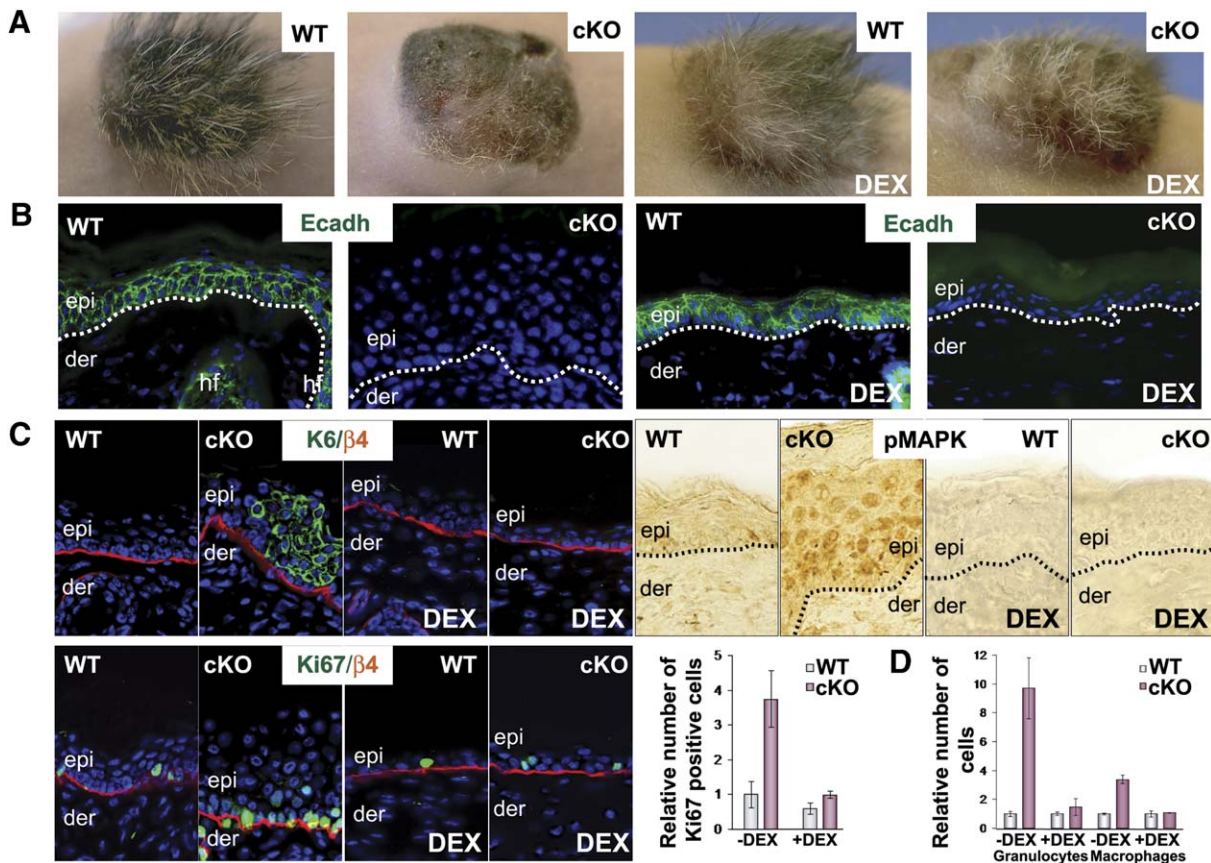 A
WT
cKO
WT
DEX
cKO
DEX
B
WT
Ecadh
cKO
epi
der
hf
hf
epi
der
WT
Ecadh
cKO
epi
der
DEX
epi
der
DEX
C
WT
cKO
K6/β4
WT
cKO
epi
der
epi
der
epi
der
DEX
epi
der
DEX
WT
cKO
pMAPK
WT
cKO
epi
der
epi
der
epi
der
DEX
epi
der
DEX
WT
cKO
Ki67/β4
WT
cKO
epi
der
epi
der
epi
der
DEX
epi
der
DEX
Relative number of
Ki67 positive cells
5
4
3
2
1
0
WT
cKO
-DEX
+DEX
D
Relative number of
cells
12
10
8
6
4
2
0
WT
cKO
-DEX +DEX -DEX +DEX
Granulocytes Macrophages